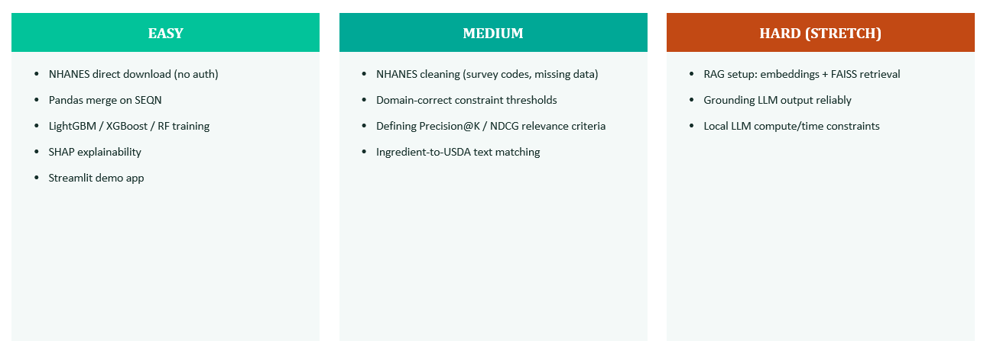 EASY
• NHANES direct download (no auth)
• Pandas merge on SEQN
• LightGBM / XGBoost / RF training
• SHAP explainability
• Streamlit demo app
MEDIUM
• NHANES cleaning (survey codes, missing data)
• Domain-correct constraint thresholds
• Defining Precision@K / NDCG relevance criteria
• Ingredient-to-USDA text matching
HARD (STRETCH)
• RAG setup: embeddings + FAISS retrieval
• Grounding LLM output reliably
• Local LLM compute/time constraints